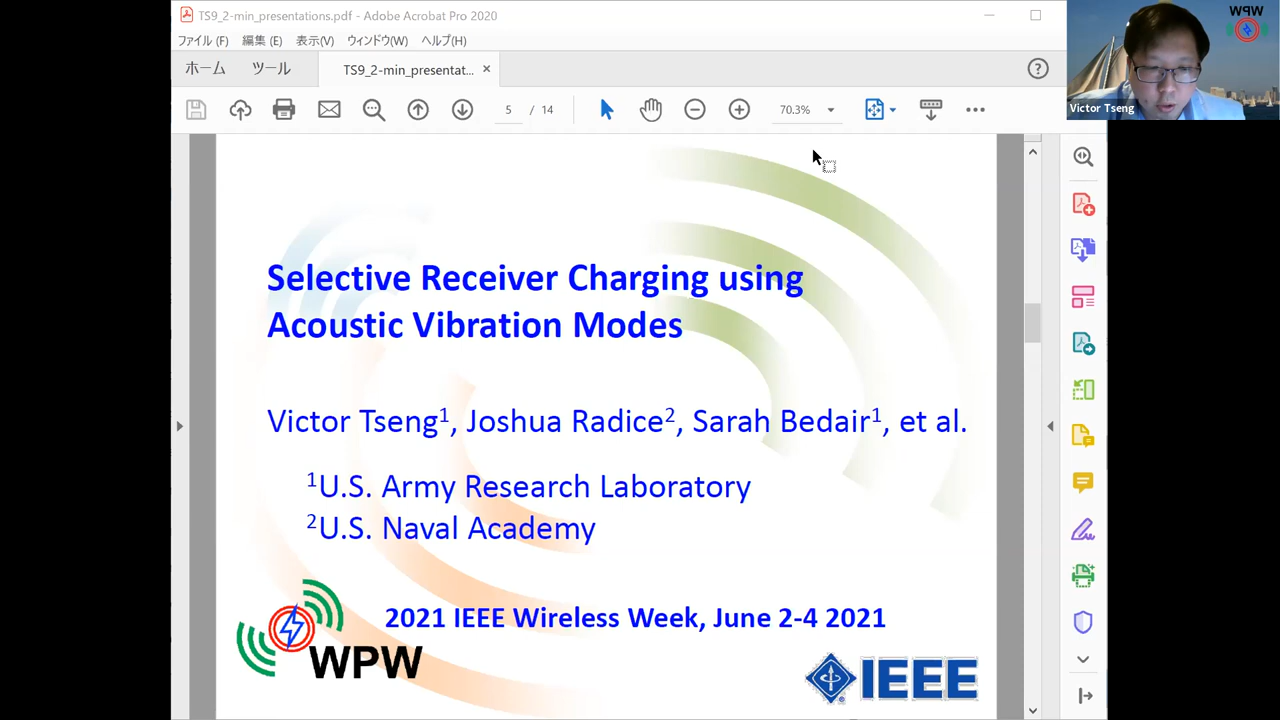 TS9_2-min_presentations.pdf - Adobe Acrobat Pro 2020
ファイル (F) 編集 (E) 表示(V) ウィンドウ(W) ヘルプ(H)
ホーム ツール TS9_2-min_presentat... ×
5 / 14 70.3%
WPW
Victor Tseng
Selective Receiver Charging using
Acoustic Vibration Modes
Victor Tseng1, Joshua Radice2, Sarah Bedair1, et al.
1U.S. Army Research Laboratory
2U.S. Naval Academy
2021 IEEE Wireless Week, June 2-4 2021
WPW
IEEE